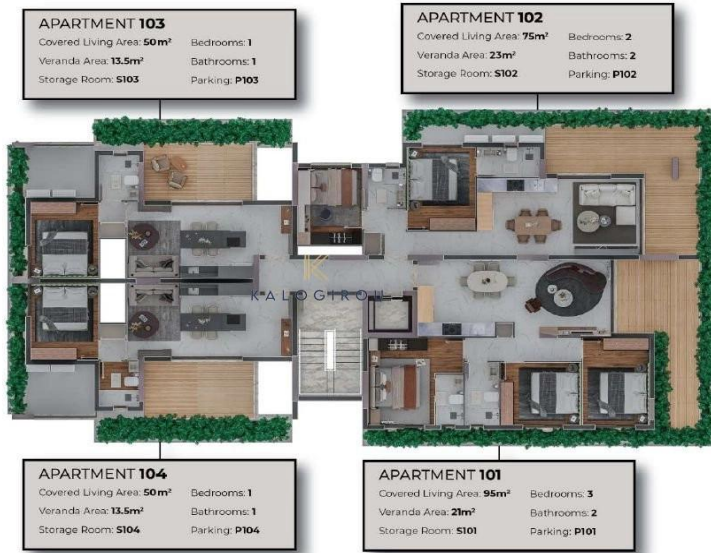 APARTMENT 103
Covered Living Area: 50m² Bedrooms: 1
Veranda Area: 13.5m² Bathrooms: 1
Storage Room: S103 Parking: P103
APARTMENT 102
Covered Living Area: 75m² Bedrooms: 2
Veranda Area: 23m² Bathrooms: 2
Storage Room: S102 Parking: P102
KALOGIROU
APARTMENT 104
Covered Living Area: 50m² Bedrooms: 1
Veranda Area: 13.5m² Bathrooms: 1
Storage Room: S104 Parking: P104
APARTMENT 101
Covered Living Area: 95m² Bedrooms: 3
Veranda Area: 21m² Bathrooms: 2
Storage Room: S101 Parking: P101